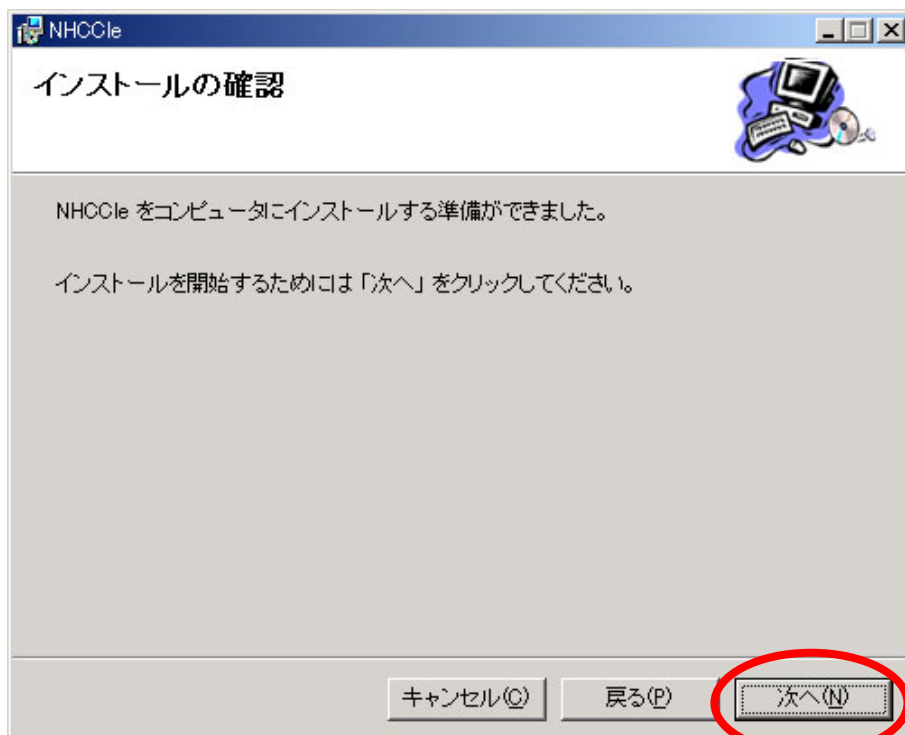 NHCCIe
インストールの確認
NHCCIe をコンピュータにインストールする準備ができました。
インストールを開始するためには「次へ」をクリックしてください。
キャンセル(C)
戻る(P)
次へ(N)